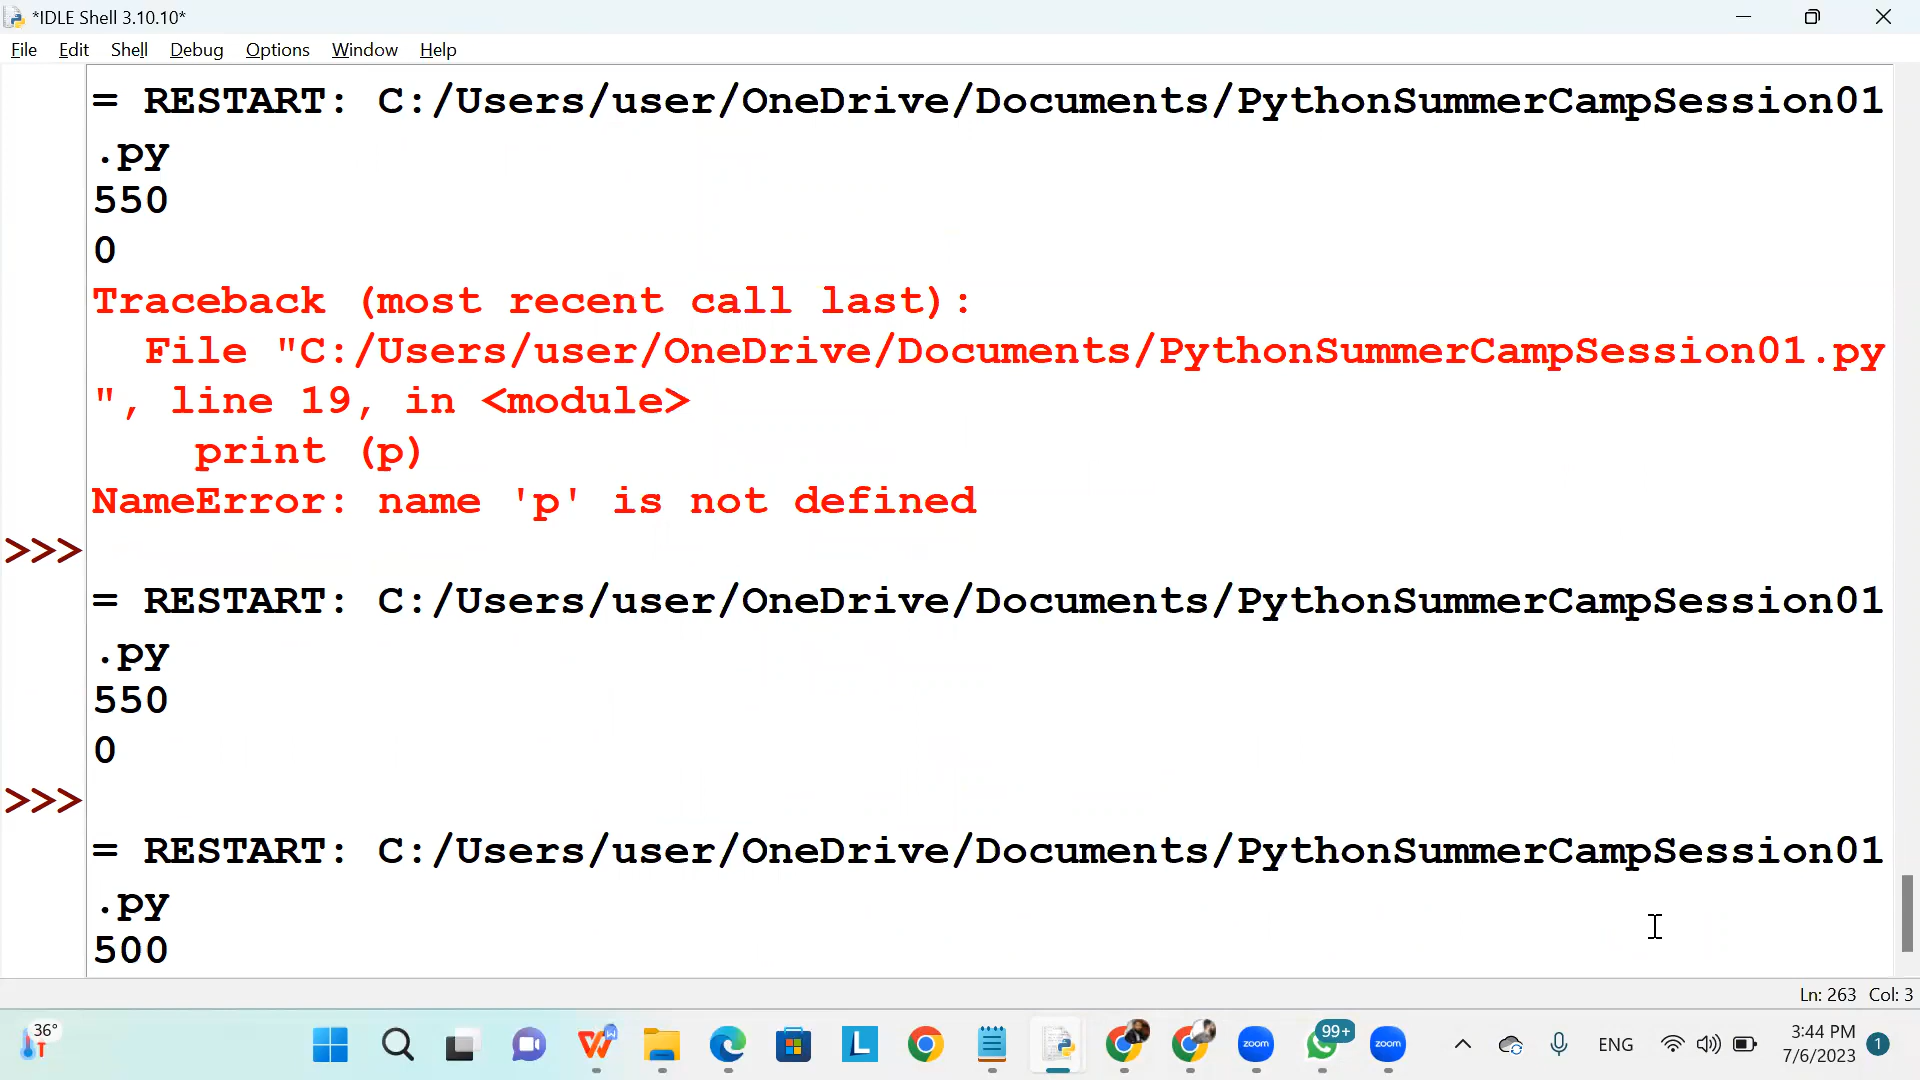 *IDLE Shell 3.10.10*
File Edit Shell Debug Options Window Help
= RESTART: C:/Users/user/OneDrive/Documents/PythonSummerCampSession01
.py
550
0
Traceback (most recent call last):
  File "C:/Users/user/OneDrive/Documents/PythonSummerCampSession01.py
", line 19, in <module>
    print (p)
NameError: name 'p' is not defined
>>>
= RESTART: C:/Users/user/OneDrive/Documents/PythonSummerCampSession01
.py
550
0
>>>
= RESTART: C:/Users/user/OneDrive/Documents/PythonSummerCampSession01
.py
500
Ln: 263 Col: 3
36°
W
L
zoom
99+
zoom
ENG
3:44 PM
7/6/2023
1